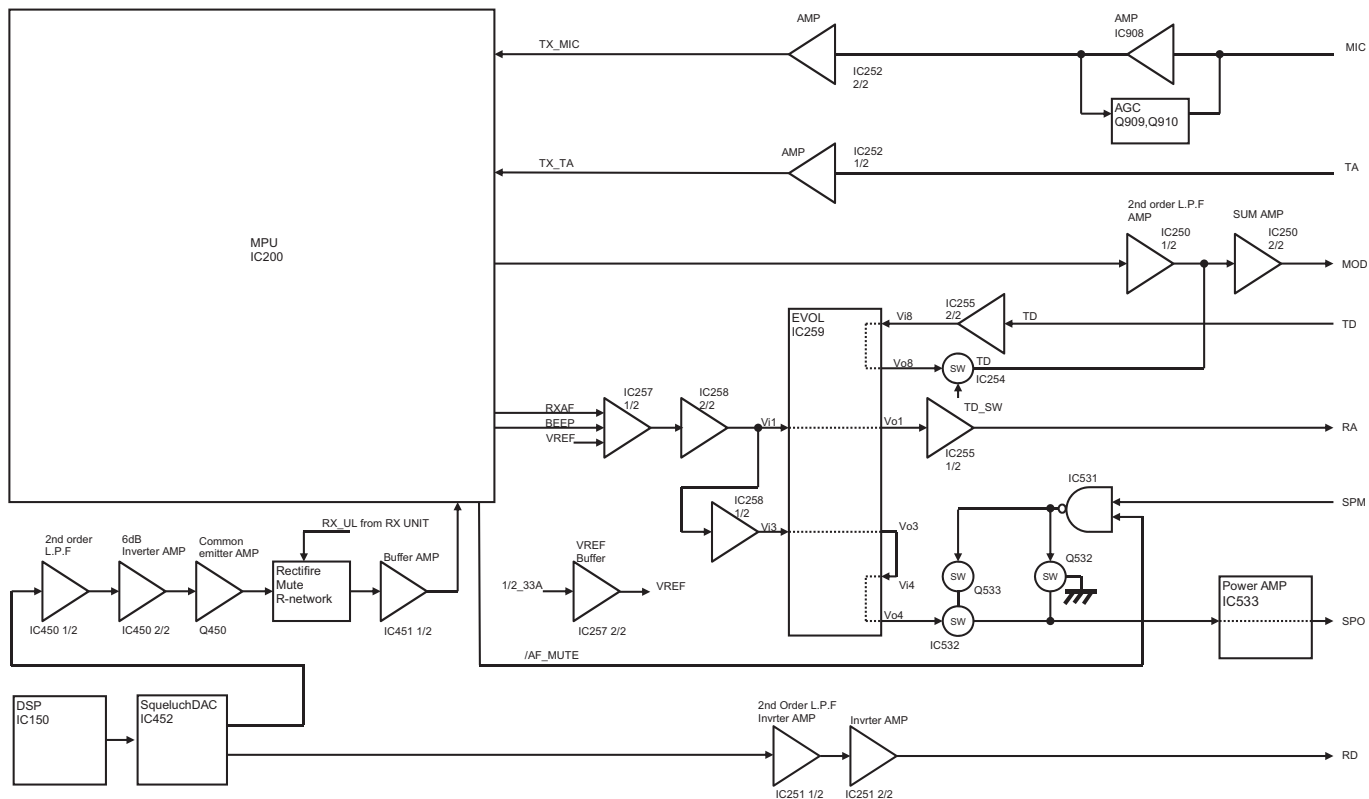 AMP
AMP
IC908
TX_MIC
MIC
IC252
2/2
AGC
Q909,Q910
AMP
IC252
1/2
TX_TA
TA
MPU
IC200
2nd order L.P.F
AMP
SUM AMP
IC250
1/2
IC250
2/2
MOD
EVOL
IC259
Vi8
IC255
2/2
TD
TD
Vo8
SW
TD
IC254
TD_SW
RXAF
BEEP
VREF
IC257
1/2
IC258
2/2
Vi1
Vo1
IC255
1/2
RA
IC258
1/2
Vi3
Vo3
IC531
SPM
Vi4
SW
Q533
Q532
SW
Vo4
SW
IC532
Power AMP
IC533
SPO
RX_UL from RX UNIT
2nd order
L.P.F
6dB
Inverter AMP
Common
emitter AMP
Rectifire
Mute
R-network
Buffer AMP
VREF
Buffer
1/2_33A
VREF
IC450 1/2
IC450 2/2
Q450
IC451 1/2
IC257 2/2
/AF_MUTE
DSP
IC150
SqueluchDAC
IC452
2nd Order L.P.F
Invrter AMP
Invrter AMP
RD
IC251 1/2
IC251 2/2